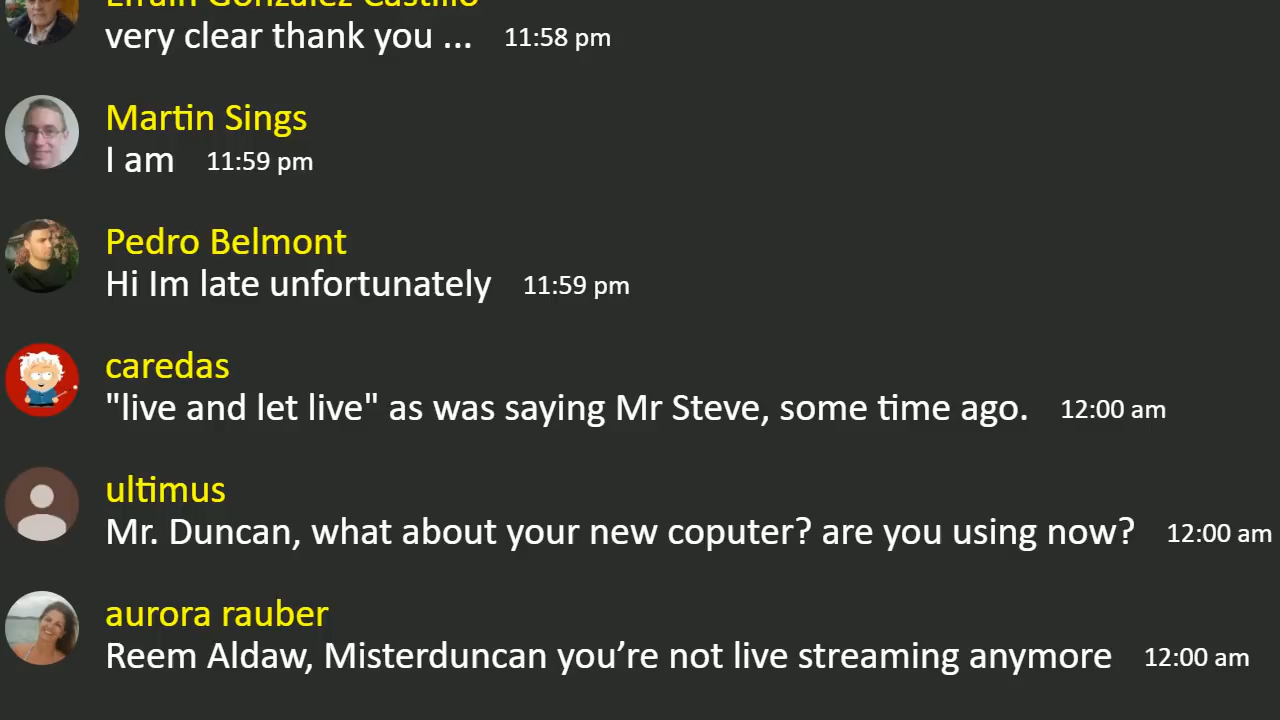 Efraín González Castillo
very clear thank you ... 11:58 pm
Martin Sings
I am 11:59 pm
Pedro Belmont
Hi Im late unfortunately 11:59 pm
caredas
"live and let live" as was saying Mr Steve, some time ago. 12:00 am
ultimus
Mr. Duncan, what about your new coputer? are you using now? 12:00 am
aurora rauber
Reem Aldaw, Misterduncan you’re not live streaming anymore 12:00 am